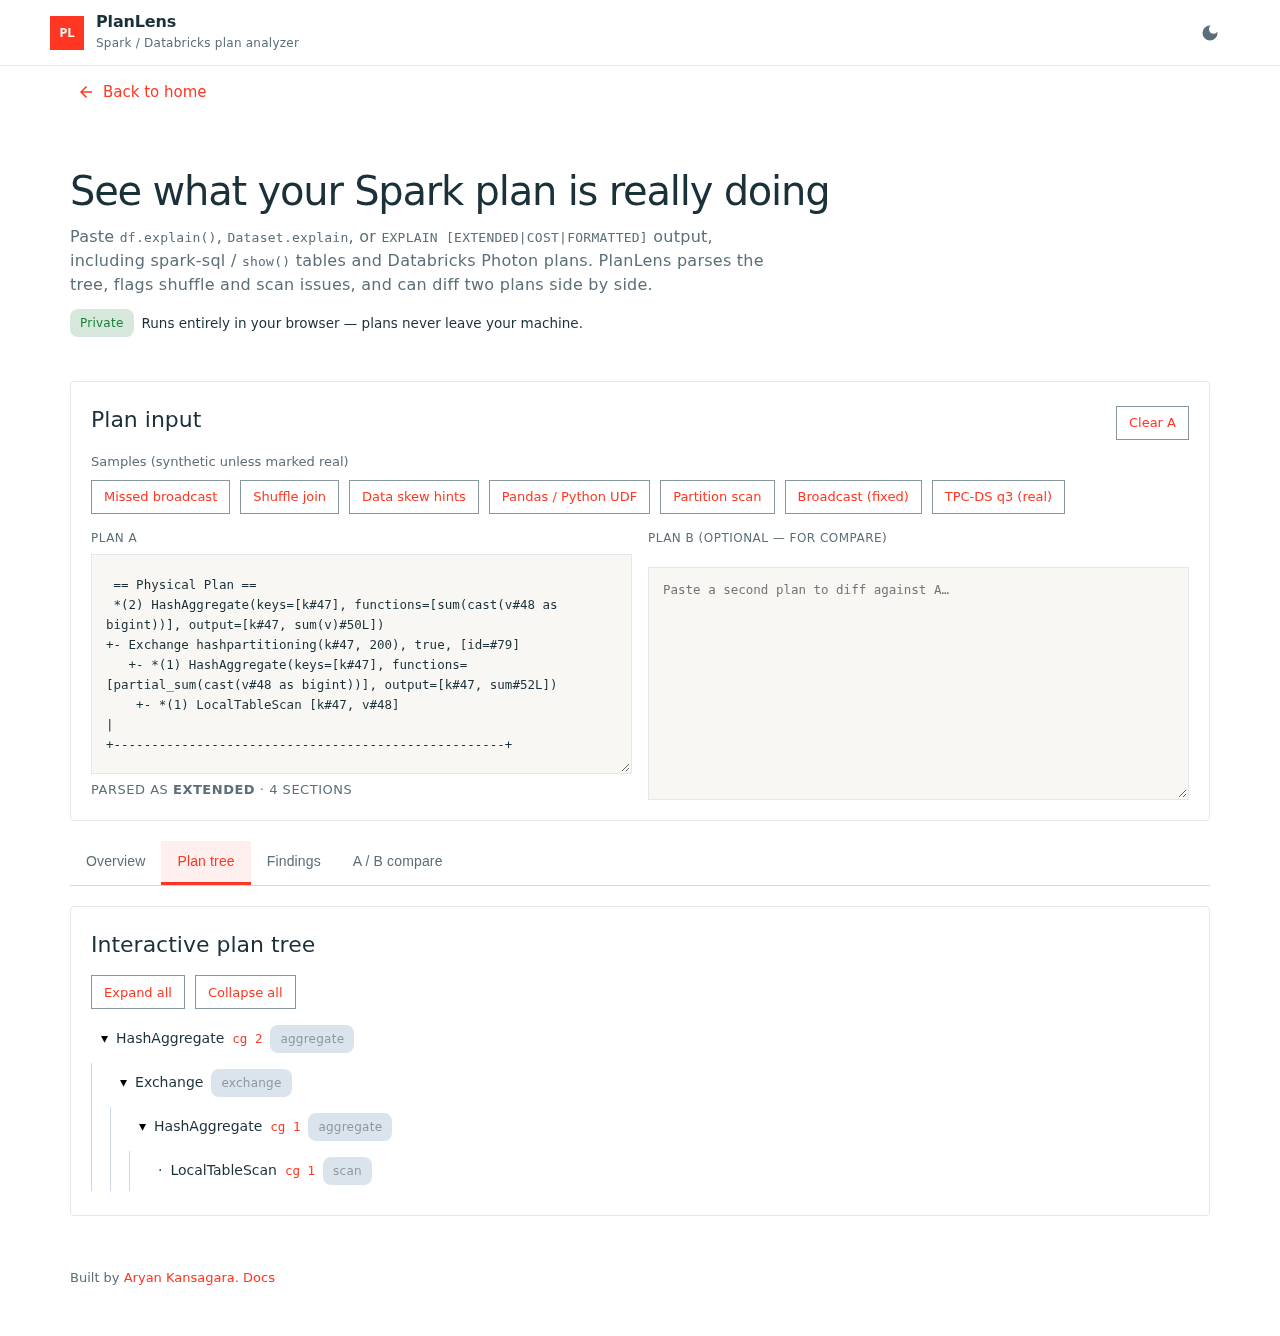 PL
PlanLens
Spark / Databricks plan analyzer
← Back to home
See what your Spark plan is really doing
Paste df.explain(), Dataset.explain, or EXPLAIN [EXTENDED|COST|FORMATTED] output,
including spark-sql / show() tables and Databricks Photon plans. PlanLens parses the
tree, flags shuffle and scan issues, and can diff two plans side by side.
Private Runs entirely in your browser — plans never leave your machine.
Plan input
Clear A
Samples (synthetic unless marked real)
Missed broadcast Shuffle join Data skew hints Pandas / Python UDF Partition scan Broadcast (fixed) TPC-DS q3 (real)
PLAN A
== Physical Plan ==
*(2) HashAggregate(keys=[k#47], functions=[sum(cast(v#48 as
bigint))], output=[k#47, sum(v)#50L])
+- Exchange hashpartitioning(k#47, 200), true, [id=#79]
+- *(1) HashAggregate(keys=[k#47], functions=
[partial_sum(cast(v#48 as bigint))], output=[k#47, sum#52L])
+- *(1) LocalTableScan [k#47, v#48]
|
+----------------------------------------------------+
PARSED AS EXTENDED · 4 SECTIONS
PLAN B (OPTIONAL — FOR COMPARE)
Paste a second plan to diff against A…
Overview Plan tree Findings A / B compare
Interactive plan tree
Expand all Collapse all
▾ HashAggregate cg 2 aggregate
▾ Exchange exchange
▾ HashAggregate cg 1 aggregate
· LocalTableScan cg 1 scan
Built by Aryan Kansagara. Docs